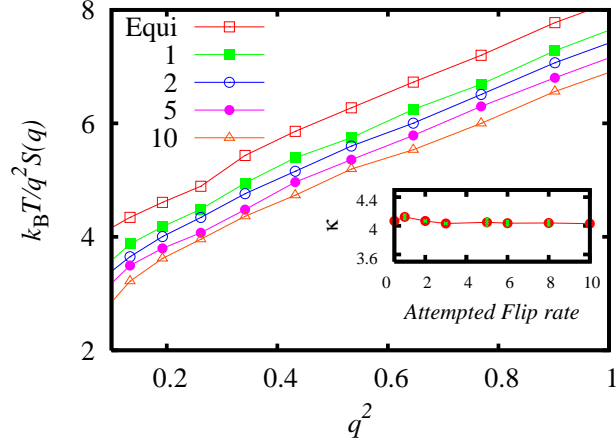 8
6
4
2
k_BT/q^2S(q)
Equi
1
2
5
10
4.4
4
3.6
κ
0 2 4 6 8 10
Attempted Flip rate
0.2 0.4 0.6 0.8 1
q^2